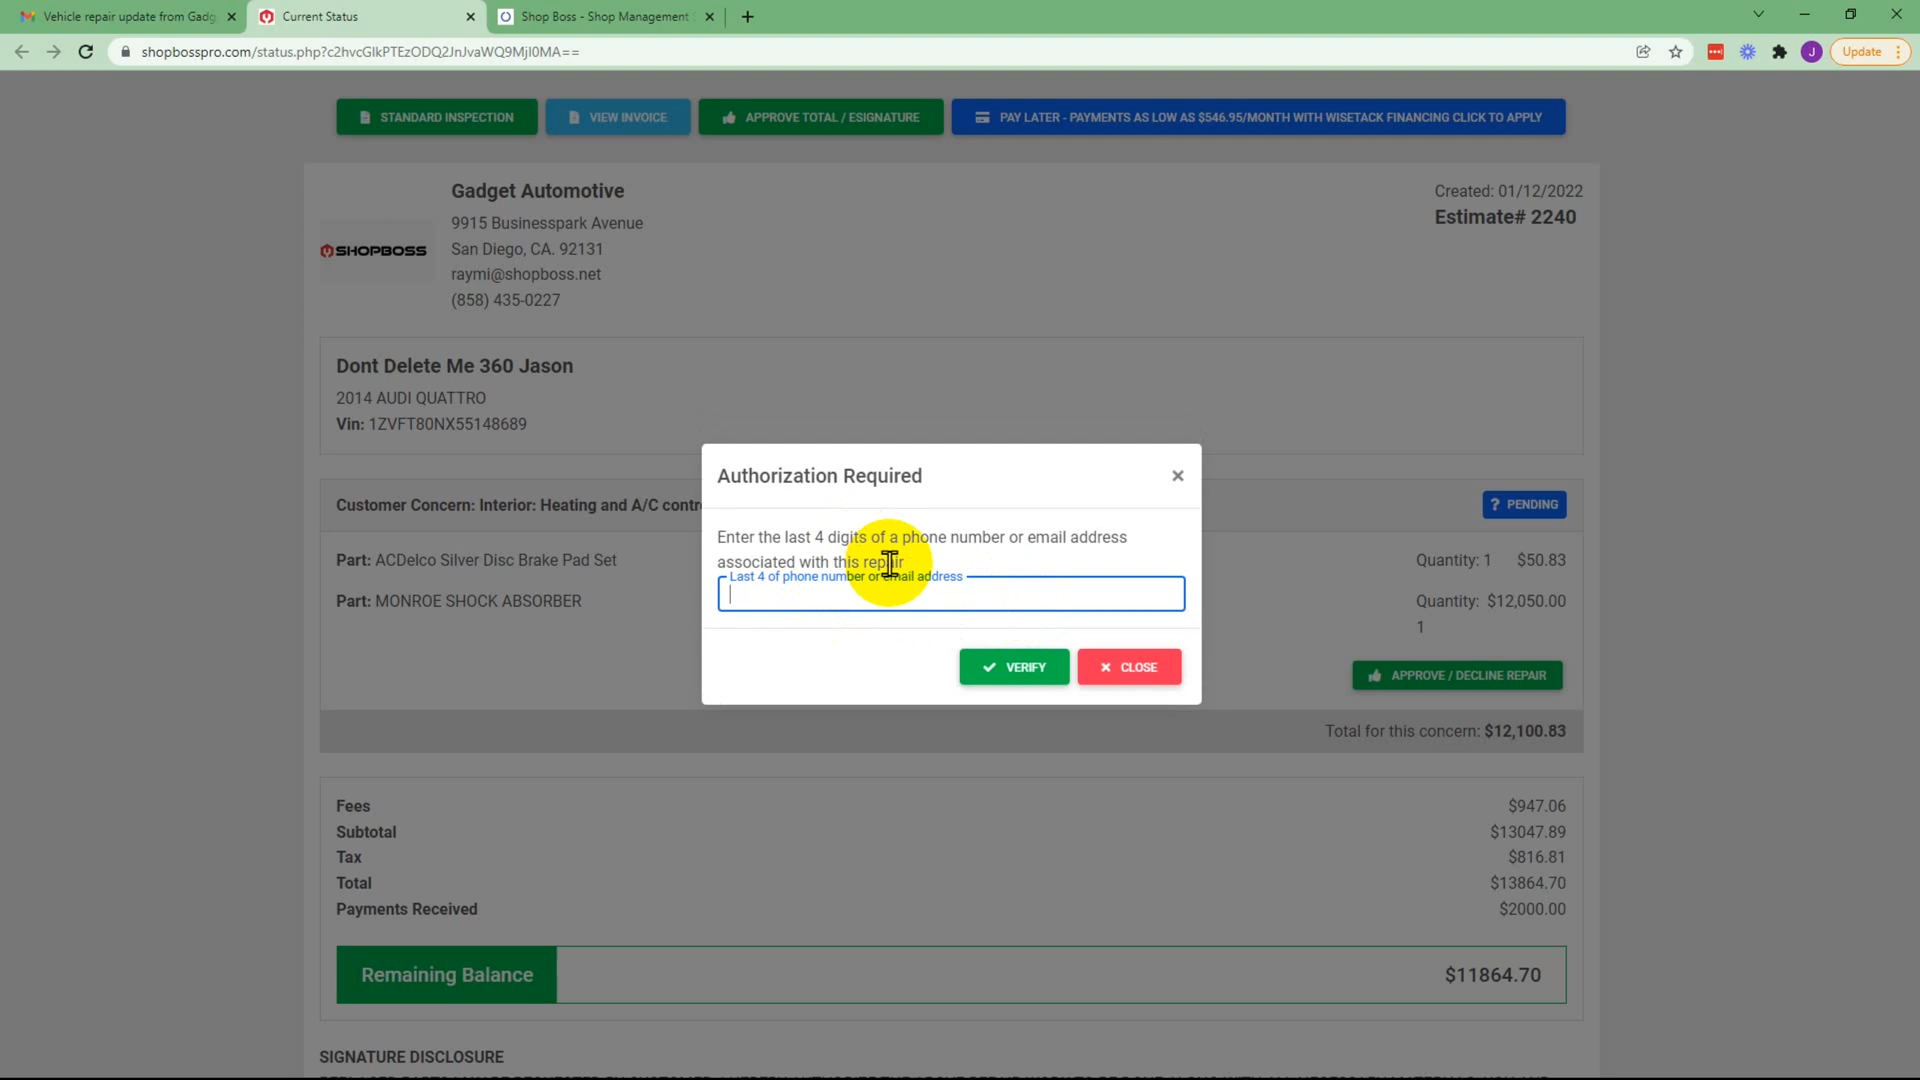 Vehicle repair update from Gadg
Current Status
Shop Boss - Shop Management S
shopbosspro.com/status.php?c2hvcGlkPTEzODQ2JnJvaWQ9MjI0MA==
J
Update
STANDARD INSPECTION
VIEW INVOICE
APPROVE TOTAL / ESIGNATURE
PAY LATER - PAYMENTS AS LOW AS $546.95/MONTH WITH WISETACK FINANCING CLICK TO APPLY
SHOPBOSS
Gadget Automotive
9915 Businesspark Avenue
San Diego, CA. 92131
raymi@shopboss.net
(858) 435-0227
Created: 01/12/2022
Estimate# 2240
Dont Delete Me 360 Jason
2014 AUDI QUATTRO
Vin: 1ZVFT80NX55148689
Customer Concern: Interior: Heating and A/C contr
? PENDING
Part: ACDelco Silver Disc Brake Pad Set
Quantity: 1 $50.83
Part: MONROE SHOCK ABSORBER
Quantity: $12,050.00
1
APPROVE / DECLINE REPAIR
Total for this concern: $12,100.83
Authorization Required
×
Enter the last 4 digits of a phone number or email address
associated with this repair
Last 4 of phone number or email address
VERIFY
CLOSE
Fees $947.06
Subtotal $13047.89
Tax $816.81
Total $13864.70
Payments Received $2000.00
Remaining Balance $11864.70
SIGNATURE DISCLOSURE